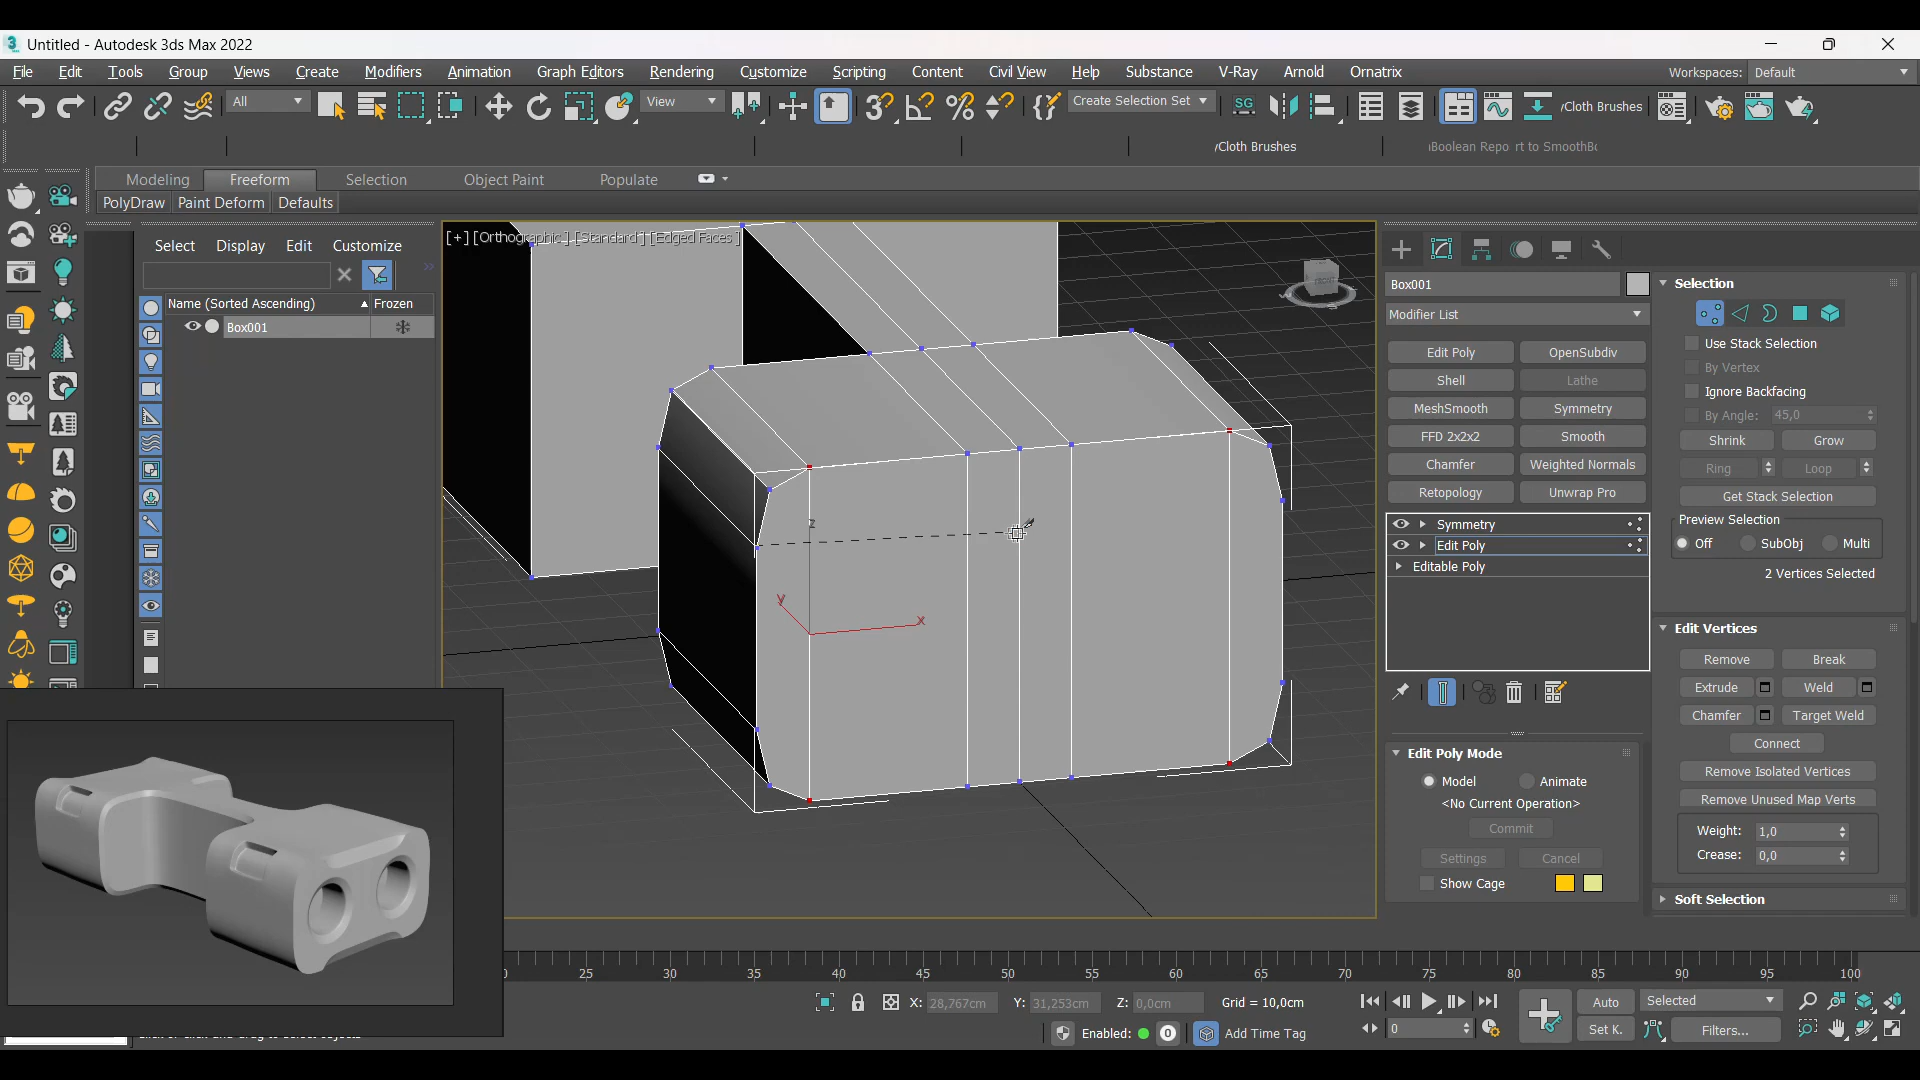 Untitled - Autodesk 3ds Max 2022
File Edit Tools Group Views Create Modifiers Animation Graph Editors Rendering Customize Scripting Content Civil View Help Substance V-Ray Arnold Ornatrix Workspaces: Default
All View Create Selection Set SG yCloth Brushes
yCloth Brushes
Boolean Repo rt to SmoothBo
Modeling Freeform Selection Object Paint Populate
PolyDraw Paint Deform Defaults
Select Display Edit Customize
Name (Sorted Ascending) Frozen
Box001
[+] [Orthographic] [Standard] [Edged Faces]
z
y
x
Box001
Modifier List
Edit Poly OpenSubdiv
Shell Lathe
MeshSmooth Symmetry
FFD 2x2x2 Smooth
Chamfer Weighted Normals
Retopology Unwrap Pro
Symmetry
Edit Poly
Editable Poly
Edit Poly Mode
Model Animate
<No Current Operation>
Commit
Settings Cancel
Show Cage
Selection
Use Stack Selection
By Vertex
Ignore Backfacing
By Angle: 45,0
Shrink Grow
Ring Loop
Get Stack Selection
Preview Selection
Off SubObj Multi
2 Vertices Selected
Edit Vertices
Remove Break
Extrude Weld
Chamfer Target Weld
Connect
Remove Isolated Vertices
Remove Unused Map Verts
Weight: 1,0
Crease: 0,0
Soft Selection
25 30 35 40 45 50 55 60 65 70 75 80 85 90 95 100
X: 28,767cm Y: 31,253cm Z: 0,0cm Grid = 10,0cm
Auto Selected
Enabled: 0 Add Time Tag
0
Set K. Filters...